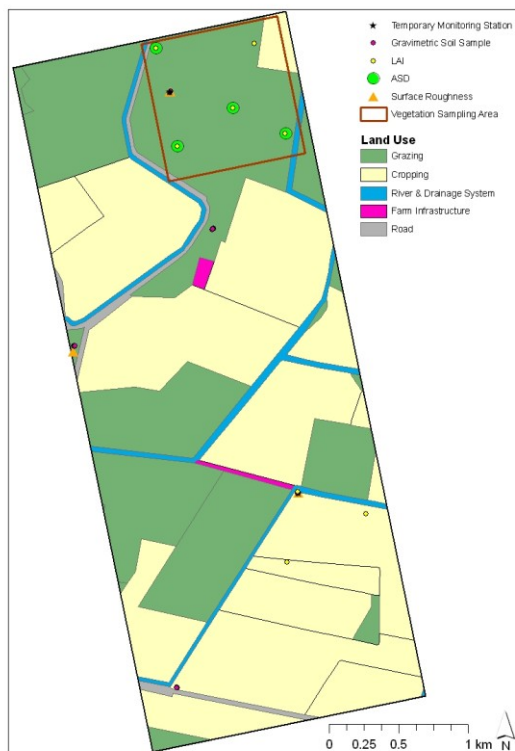 Temporary Monitoring Station
Gravimetric Soil Sample
LAI
ASD
Surface Roughness
Vegetation Sampling Area
Land Use
Grazing
Cropping
River & Drainage System
Farm Infrastructure
Road
0 0.25 0.5 1 km
N